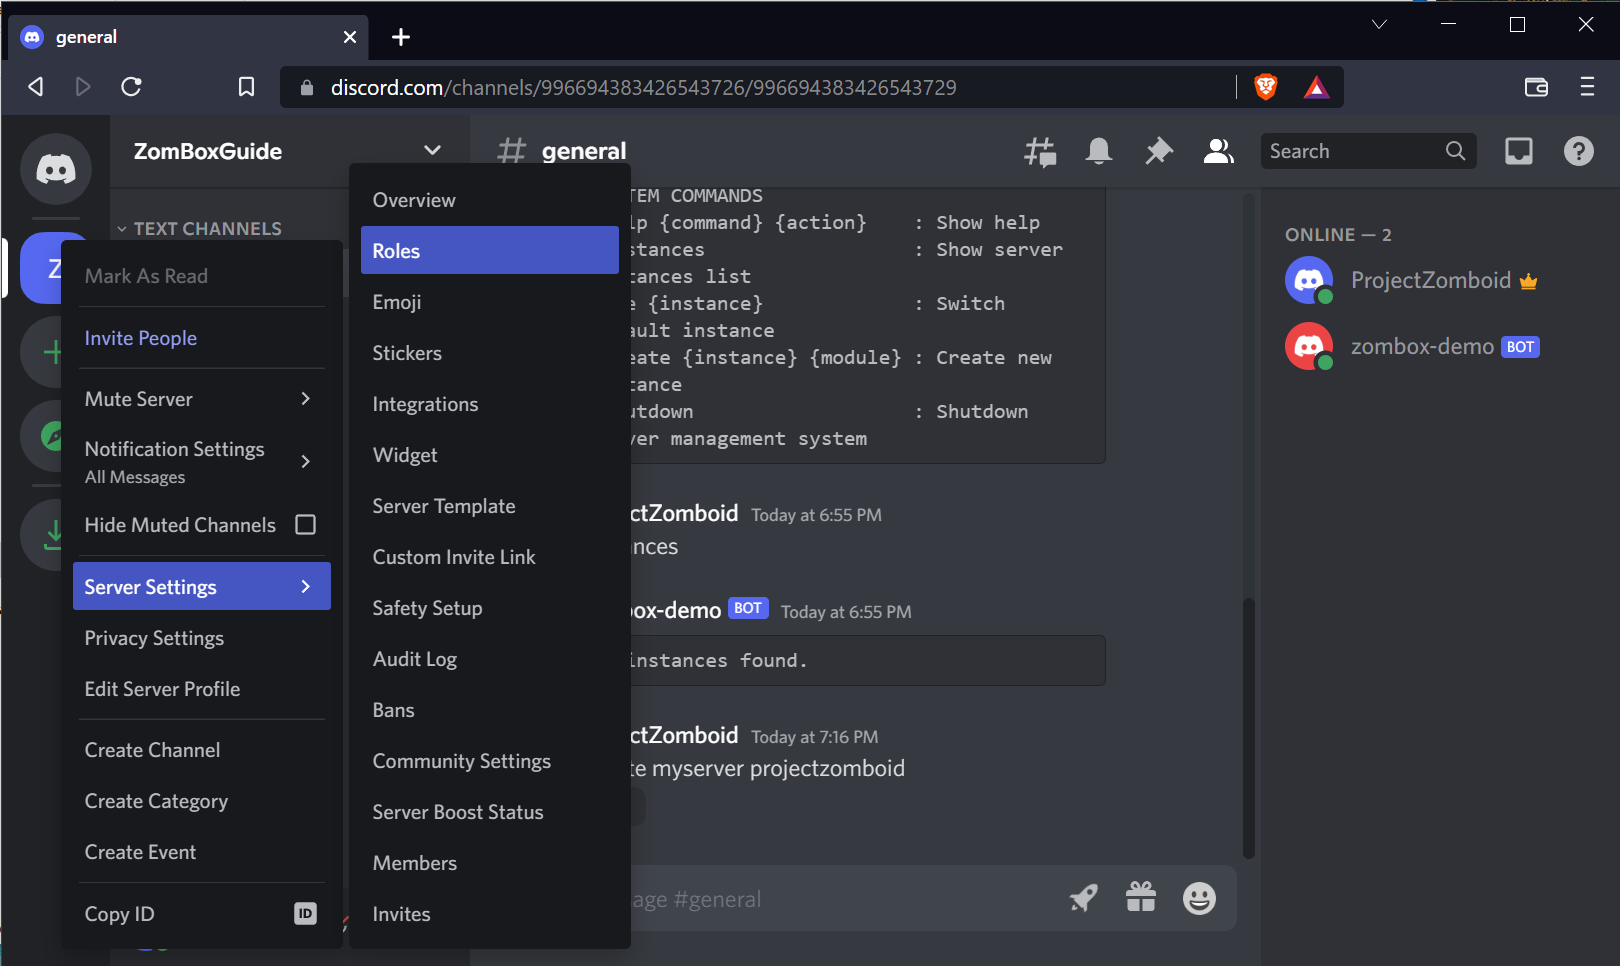 general
discord.com/channels/996694383426543726/996694383426543729
ZomBoxGuide
general
Search
TEXT CHANNELS
Z
Mark As Read
Invite People
Mute Server
Notification Settings
All Messages
Hide Muted Channels
Server Settings
Privacy Settings
Edit Server Profile
Create Channel
Create Category
Create Event
Copy ID
ID
Overview
Roles
Emoji
Stickers
Integrations
Widget
Server Template
Custom Invite Link
Safety Setup
Audit Log
Bans
Community Settings
Server Boost Status
Members
Invites
TEM COMMANDS
lp {command} {action} : Show help
stances : Show server
tances list
e {instance} : Switch
ault instance
eate {instance} {module} : Create new
tance
utdown : Shutdown
ver management system
ctZomboid Today at 6:55 PM
nces
box-demo BOT Today at 6:55 PM
instances found.
ctZomboid Today at 7:16 PM
te myserver projectzomboid
age #general
ONLINE — 2
ProjectZomboid
zombox-demo BOT